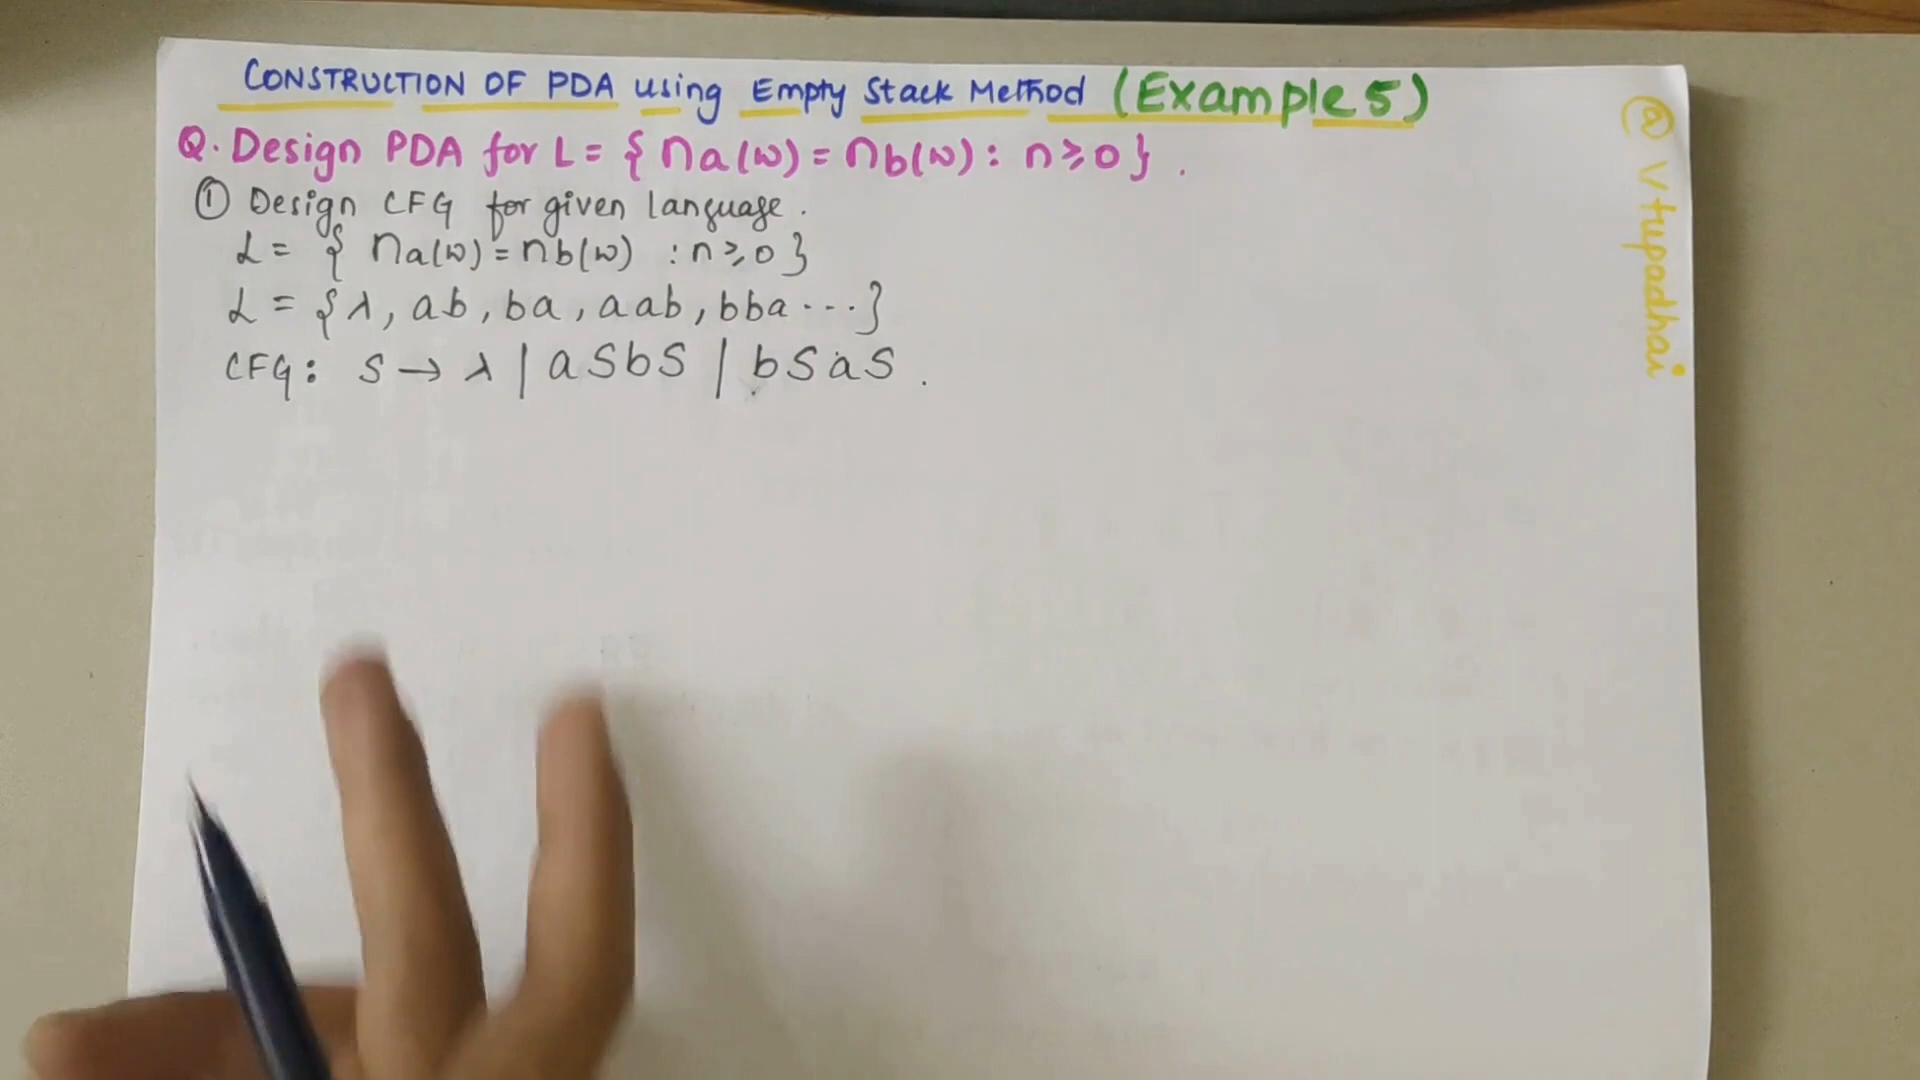 CONSTRUCTION OF PDA using Empty Stack Method (Example 5)
Q. Design PDA for L = { na(w) = nb(w) : n ≥ 0 } .
① Design CFG for given language .
L = { na(w) = nb(w) : n ≥ 0 }
L = { λ, ab, ba, aab, bba ... }
CFG : S → λ | aSbS | bSaS .
@Vtupadhai